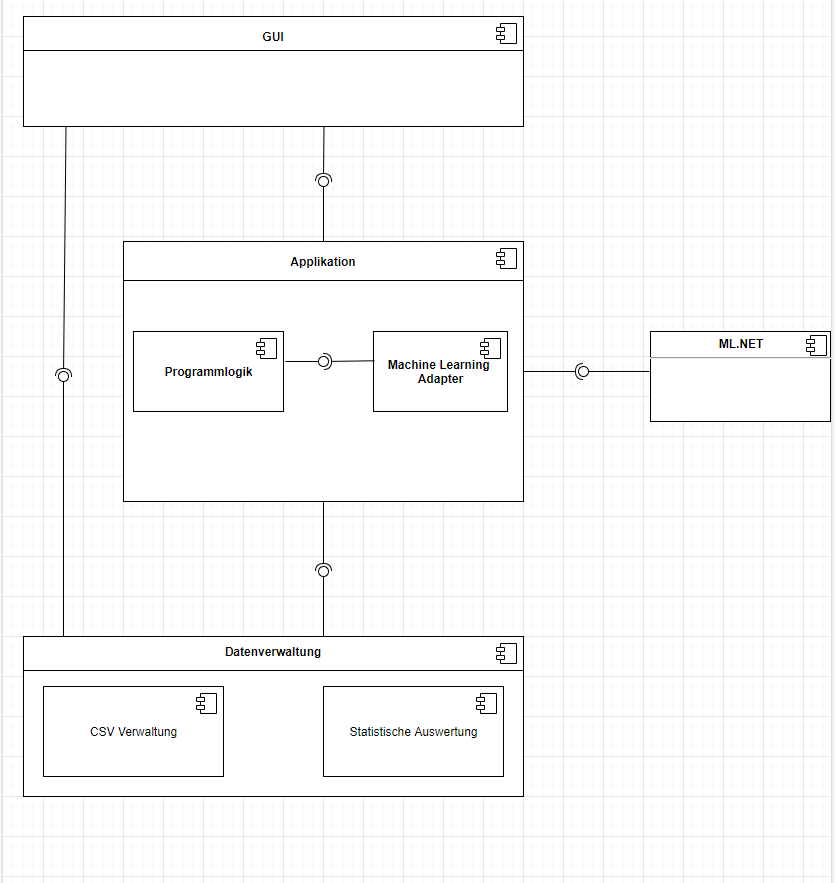 GUI
Applikation
Programmlogik
Machine Learning
Adapter
ML.NET
Datenverwaltung
CSV Verwaltung
Statistische Auswertung